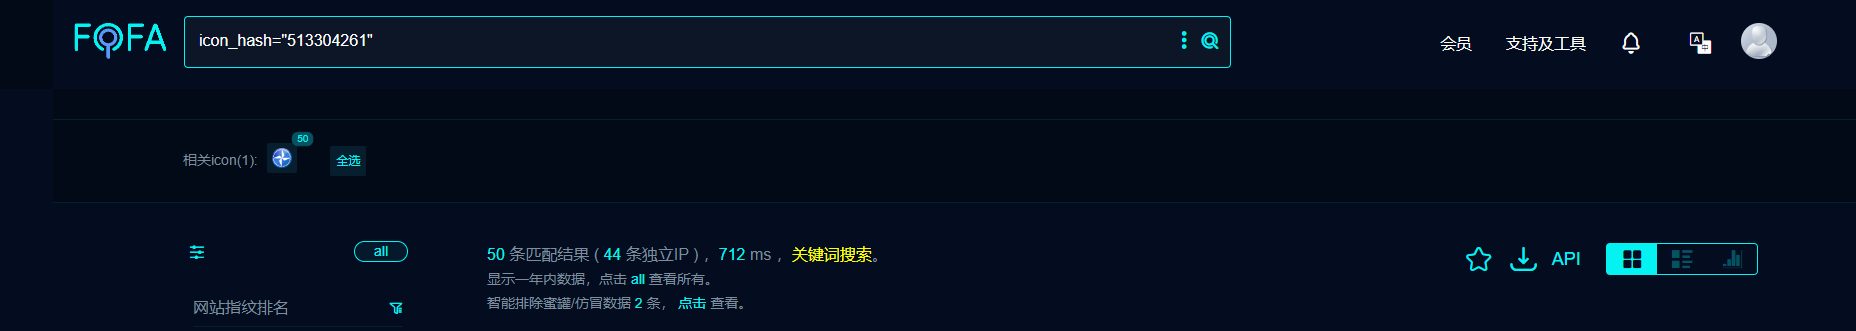 FOFA
icon_hash="513304261"
会员
支持及工具
相关icon(1):
50
全选
all
50 条匹配结果 ( 44 条独立IP ) ，712 ms ，关键词搜索。
显示一年内数据，点击 all 查看所有。
智能排除蜜罐/仿冒数据 2 条， 点击 查看。
API
网站指纹排名